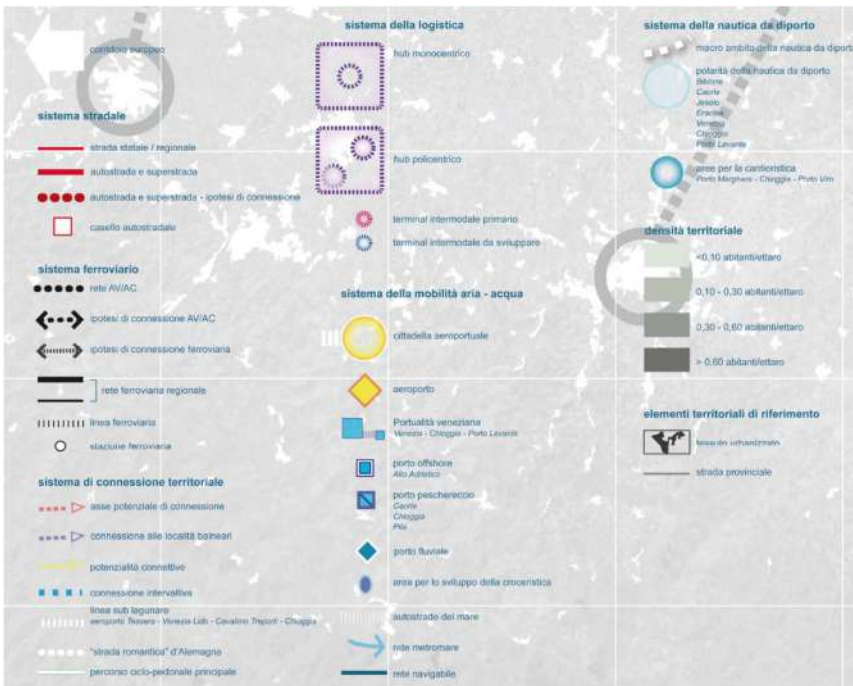 corridoio europeo
sistema stradale
strada statale / regionale
autostrada e superstrada
autostrada e superstrada - ipotesi di connessione
casello autostradale
sistema ferroviario
rete AV/AC
ipotesi di connessione AV/AC
ipotesi di connessione ferroviaria
rete ferroviaria regionale
linea ferroviaria
stazione ferroviaria
sistema di connessione territoriale
asse potenziale di connessione
connessione alle località balneari
potenzialità connettive
connessione intervalliva
linea sub lagunare
aeroporto Tessera - Venezia Lido - Cavallino Treporti - Chioggia
"strada romantica" d'Alemagna
percorso ciclo-pedonale principale
sistema della logistica
hub monocentrico
hub policentrico
terminal intermodale primario
terminal intermodale da sviluppare
sistema della mobilità aria - acqua
cittadella aeroportuale
aeroporto
Portualità veneziana
Venezia - Chioggia - Porto Levante
porto offshore
Alto Adriatico
porto peschereccio
Caorle
Chioggia
Pila
porto fluviale
aree per lo sviluppo della croceristica
autostrade del mare
rete metromare
rete navigabile
sistema della nautica da diporto
macro ambito della nautica da diporto
polarità della nautica da diporto
Bibione
Caorle
Jesolo
Eraclea
Venezia
Chioggia
Porto Levante
aree per la cantieristica
Porto Marghera - Chioggia - Porto Viro
densità territoriale
<0,10 abitanti/ettaro
0,10 - 0,30 abitanti/ettaro
0,30 - 0,60 abitanti/ettaro
> 0,60 abitanti/ettaro
elementi territoriali di riferimento
tessuto urbanizzato
strada provinciale